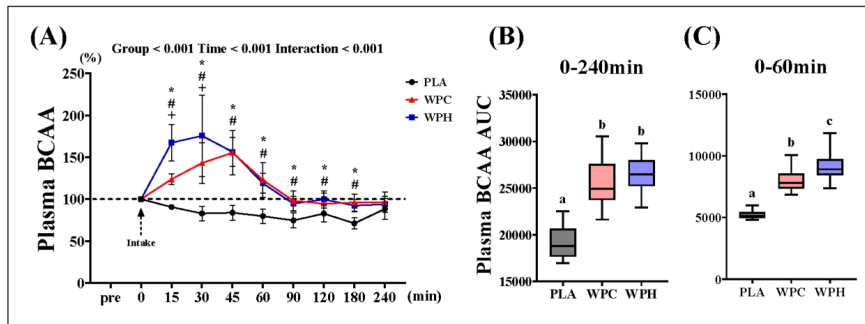 (A)
Group < 0.001 Time < 0.001 Interaction < 0.001
(%)
Plasma BCAA
250
200
150
100
50
0
*
#
+
*
#
+
*
#
*
#
*
#
*
#
*
#
Intake
PLA
WPC
WPH
pre 0 15 30 45 60 90 120 180 240 (min)
(B)
0-240min
Plasma BCAA AUC
35000
30000
25000
20000
15000
a
b
b
PLA WPC WPH
(C)
0-60min
15000
10000
5000
0
a
b
c
PLA WPC WPH